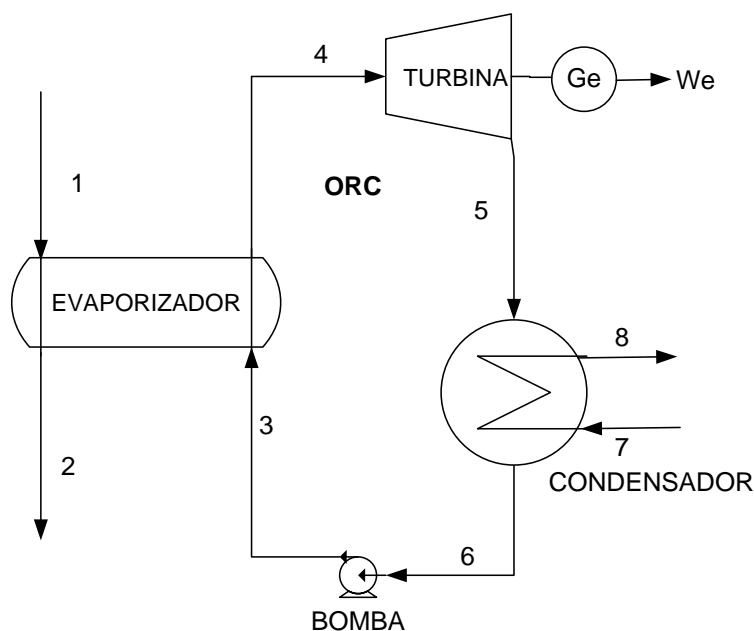 4
TURBINA
Ge
We
1
ORC
5
EVAPORIZADOR
8
3
7
2
CONDENSADOR
6
BOMBA